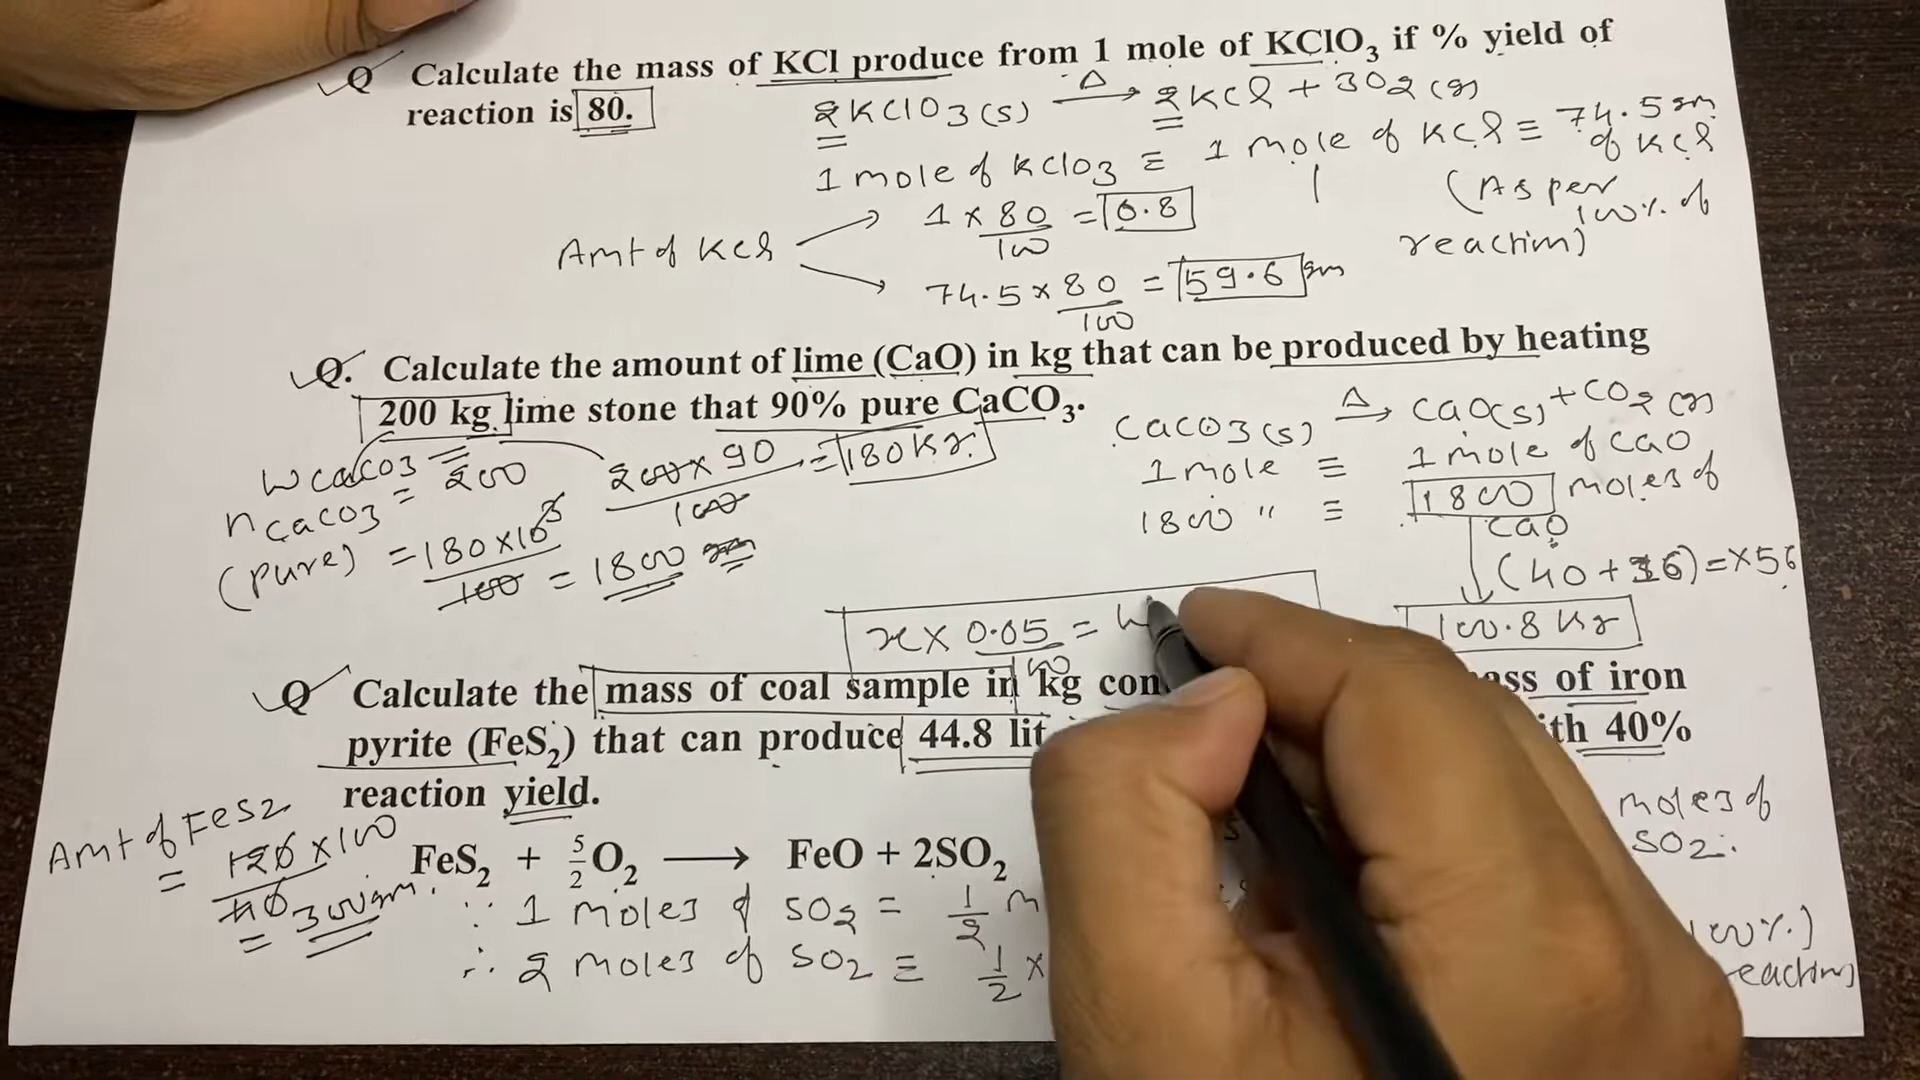 Q Calculate the mass of KCl produce from 1 mole of KClO3 if % yield of
reaction is 80.
2KClO3(s) Δ→ 2KCl + 3O2(g)
1 mole of KClO3 ≡ 1 mole of KCl ≡ 74.5 gm
of KCl
(As per
100% of
reaction)
Amt of KCl
1 × 80/100 = 0.8
74.5 × 80/100 = 59.6 gm
Q. Calculate the amount of lime (CaO) in kg that can be produced by heating
200 kg lime stone that 90% pure CaCO3.
CaCO3(s) Δ→ CaO(s) + CO2(g)
1 mole ≡ 1 mole of CaO
1800 " ≡ 1800 moles of
CaO
(40+16) = ×56
100.8 Kg
WCaCO3 = 200
200 × 90/100 = 180 Kg.
nCaCO3
(pure) = 180×10³/100 = 1800 gm
x × 0.05/100 =
Q Calculate the mass of coal sample in kg of iron
pyrite (FeS2) that can produce 44.8 lit 40%
reaction yield.
Amt of FeS2
= 120 × 100/40
= 300 gm.
FeS2 + 5/2 O2 → FeO + 2SO2
∵ 1 moles of SO2 = 1/2
∴ 2 moles of SO2 ≡ 1/2 ×
moles of
SO2.
100%)
reaction)